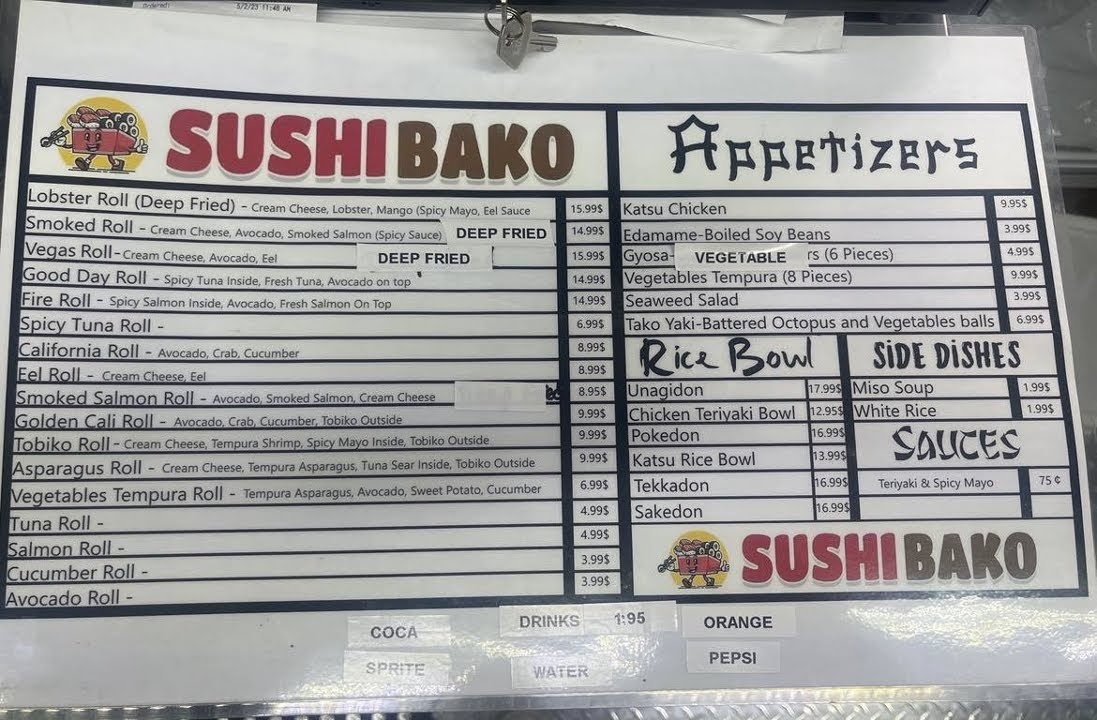 Ordered: 5/2/23 11:48 AM
SUSHI BAKO
Lobster Roll (Deep Fried) - Cream Cheese, Lobster, Mango (Spicy Mayo, Eel Sauce 15.99$
Smoked Roll - Cream Cheese, Avocado, Smoked Salmon (Spicy Sauce) DEEP FRIED 14.99$
Vegas Roll- Cream Cheese, Avocado, Eel DEEP FRIED 15.99$
Good Day Roll - Spicy Tuna Inside, Fresh Tuna, Avocado on top 14.99$
Fire Roll - Spicy Salmon Inside, Avocado, Fresh Salmon On Top 14.99$
Spicy Tuna Roll - 6.99$
California Roll - Avocado, Crab, Cucumber 8.99$
Eel Roll - Cream Cheese, Eel 8.99$
Smoked Salmon Roll - Avocado, Smoked Salmon, Cream Cheese 8.95$
Golden Cali Roll - Avocado, Crab, Cucumber, Tobiko Outside 9.99$
Tobiko Roll - Cream Cheese, Tempura Shrimp, Spicy Mayo Inside, Tobiko Outside 9.99$
Asparagus Roll - Cream Cheese, Tempura Asparagus, Tuna Sear Inside, Tobiko Outside 9.99$
Vegetables Tempura Roll - Tempura Asparagus, Avocado, Sweet Potato, Cucumber 6.99$
Tuna Roll - 4.99$
Salmon Roll - 4.99$
Cucumber Roll - 3.99$
Avocado Roll - 3.99$
Appetizers
Katsu Chicken 9.95$
Edamame-Boiled Soy Beans 3.99$
Gyosa- VEGETABLE rs (6 Pieces) 4.99$
Vegetables Tempura (8 Pieces) 9.99$
Seaweed Salad 3.99$
Tako Yaki-Battered Octopus and Vegetables balls 6.99$
Rice Bowl
Unagidon 17.99$
Chicken Teriyaki Bowl 12.95$
Pokedon 16.99$
Katsu Rice Bowl 13.99$
Tekkadon 16.99$
Sakedon 16.99$
SIDE DISHES
Miso Soup 1.99$
White Rice 1.99$
SAUCES
Teriyaki & Spicy Mayo 75 ¢
SUSHI BAKO
DRINKS 1:95
COCA
ORANGE
SPRITE
WATER
PEPSI